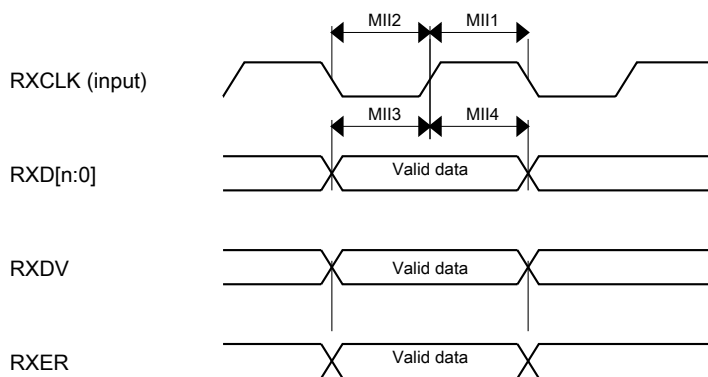 MII2 MII1
RXCLK (input)
MII3 MII4
RXD[n:0] Valid data
RXDV Valid data
RXER Valid data